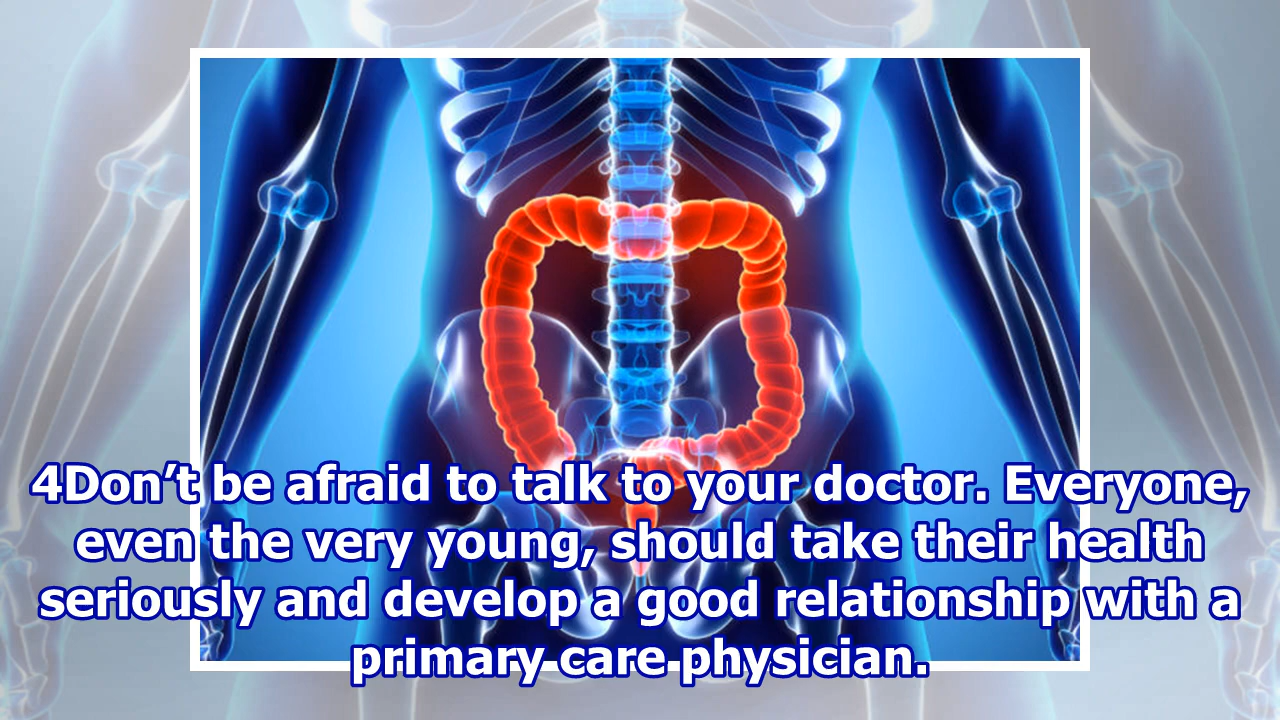 4Don’t be afraid to talk to your doctor. Everyone,
even the very young, should take their health
seriously and develop a good relationship with a
primary care physician.